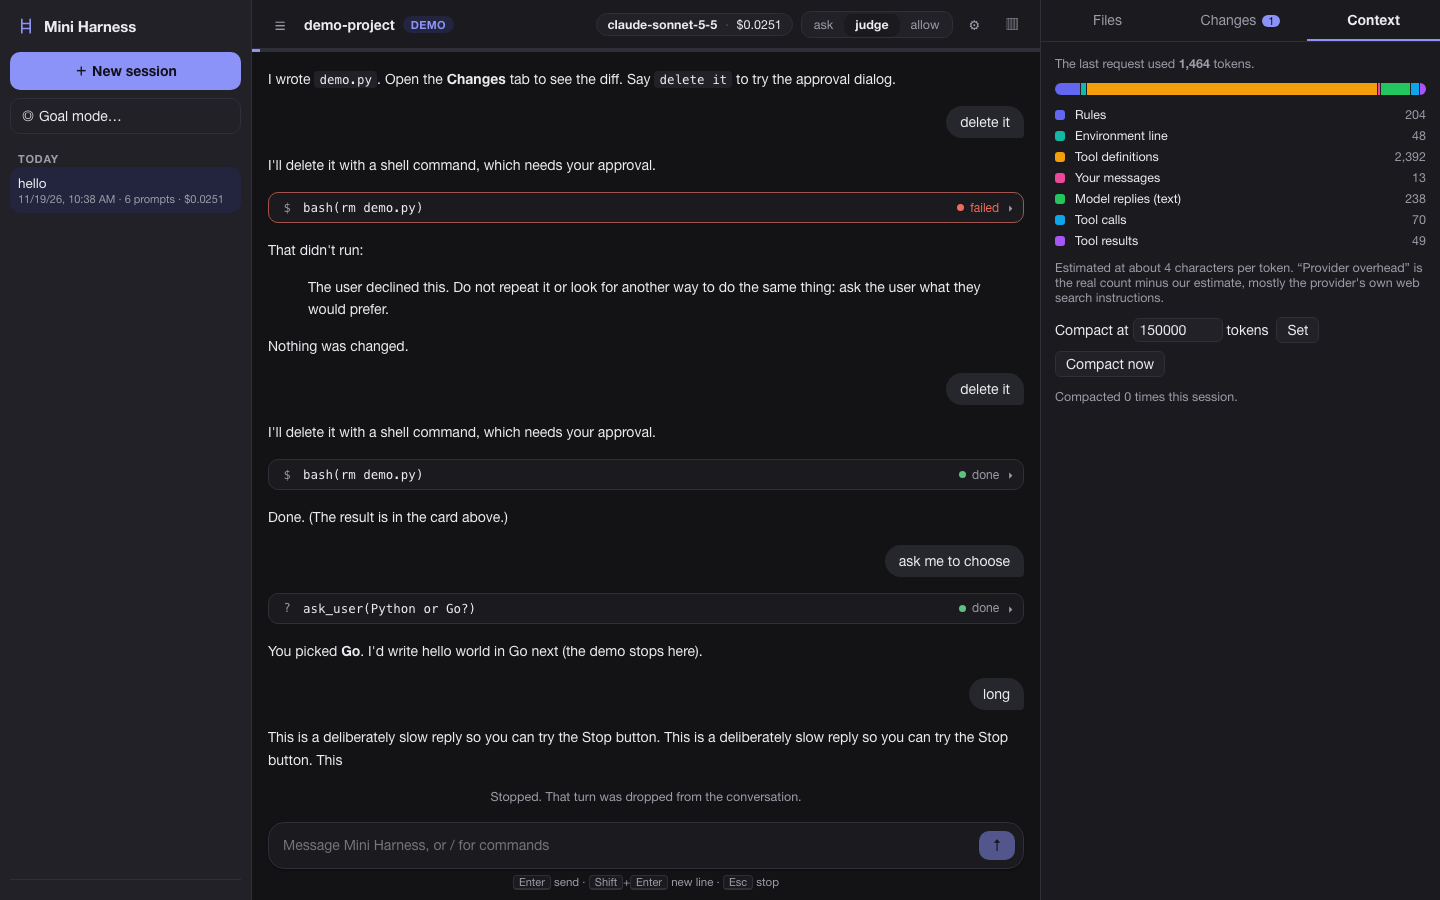 Mini Harness
+ New session
◎ Goal mode…
TODAY
hello
11/19/26, 10:38 AM · 6 prompts · $0.0251
☰ demo-project DEMO
claude-sonnet-5-5 · $0.0251
ask judge allow
I wrote demo.py. Open the Changes tab to see the diff. Say delete it to try the approval dialog.
delete it
I'll delete it with a shell command, which needs your approval.
$ bash(rm demo.py) failed
That didn't run:
The user declined this. Do not repeat it or look for another way to do the same thing: ask the user what they
would prefer.
Nothing was changed.
delete it
I'll delete it with a shell command, which needs your approval.
$ bash(rm demo.py) done
Done. (The result is in the card above.)
ask me to choose
? ask_user(Python or Go?) done
You picked Go. I'd write hello world in Go next (the demo stops here).
long
This is a deliberately slow reply so you can try the Stop button. This is a deliberately slow reply so you can try the Stop
button. This
Stopped. That turn was dropped from the conversation.
Message Mini Harness, or / for commands
Enter send · Shift+Enter new line · Esc stop
Files Changes 1 Context
The last request used 1,464 tokens.
Rules 204
Environment line 48
Tool definitions 2,392
Your messages 13
Model replies (text) 238
Tool calls 70
Tool results 49
Estimated at about 4 characters per token. “Provider overhead” is
the real count minus our estimate, mostly the provider's own web
search instructions.
Compact at 150000 tokens Set
Compact now
Compacted 0 times this session.